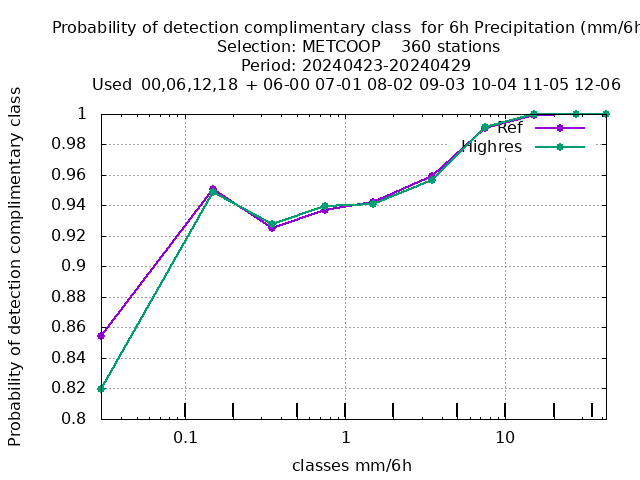 Probability of detection complimentary class  for 6h Precipitation (mm/6h
Selection: METCOOP    360 stations
Period: 20240423-20240429
Used  00,06,12,18  + 06-00 07-01 08-02 09-03 10-04 11-05 12-06
Probability of detection complimentary class
1
0.98
0.96
0.94
0.92
0.9
0.88
0.86
0.84
0.82
0.8
Ref
Highres
0.1
1
10
classes mm/6h